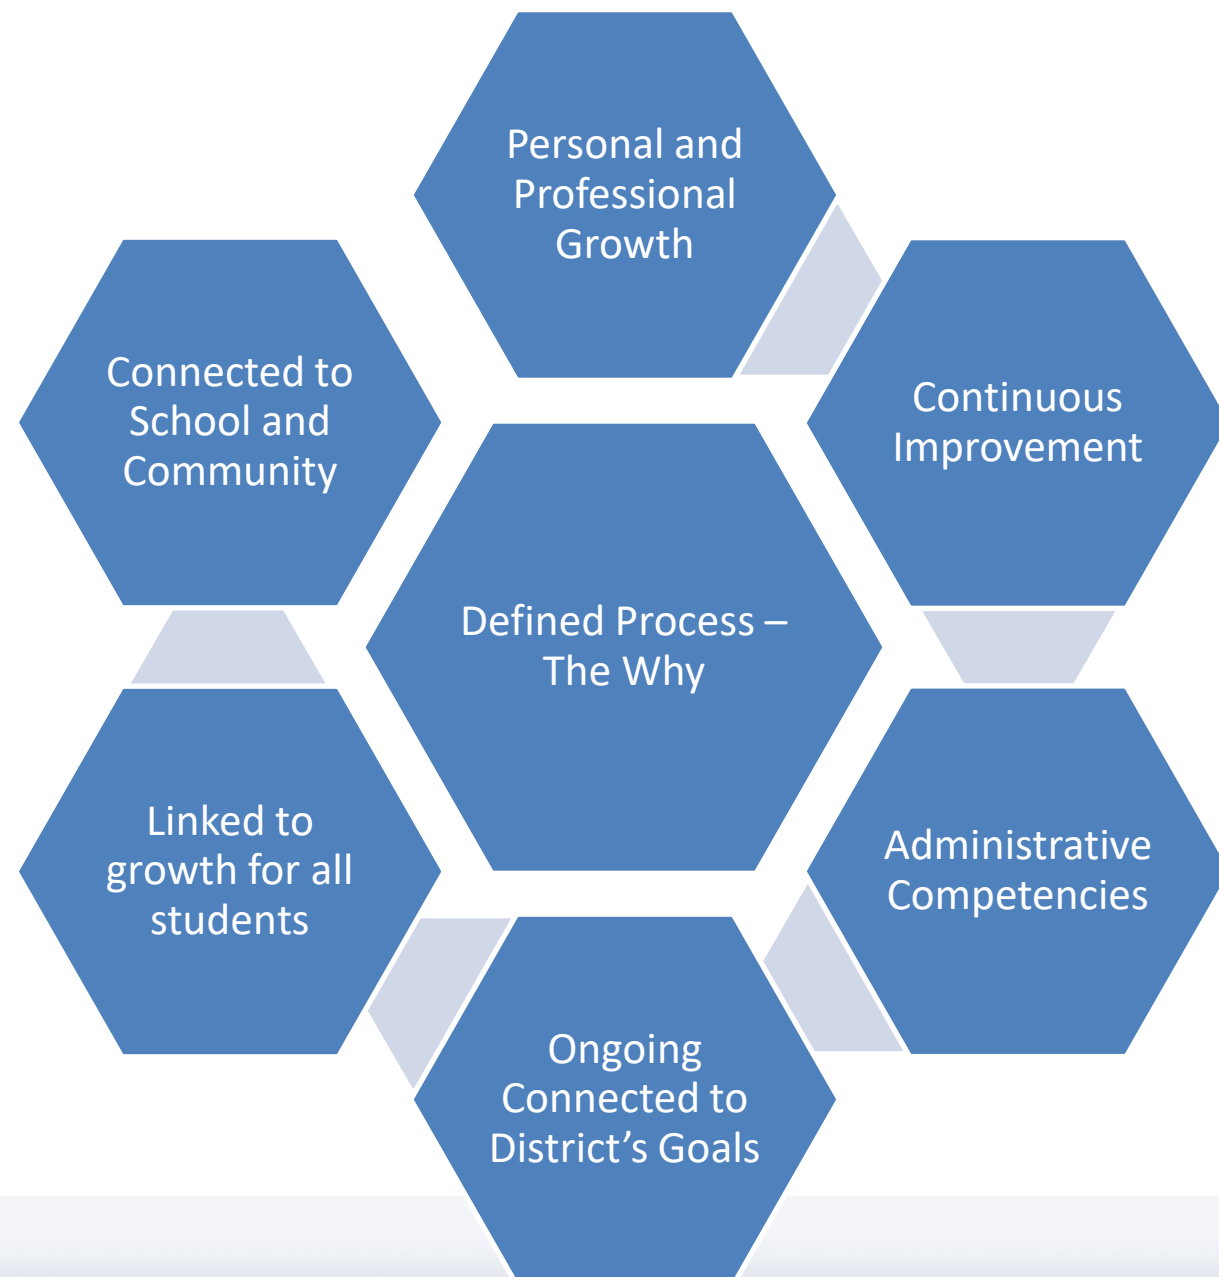 Personal and
Professional
Growth
Continuous
Improvement
Administrative
Competencies
Ongoing
Connected to
District’s Goals
Linked to
growth for all
students
Connected to
School and
Community
Defined Process –
The Why